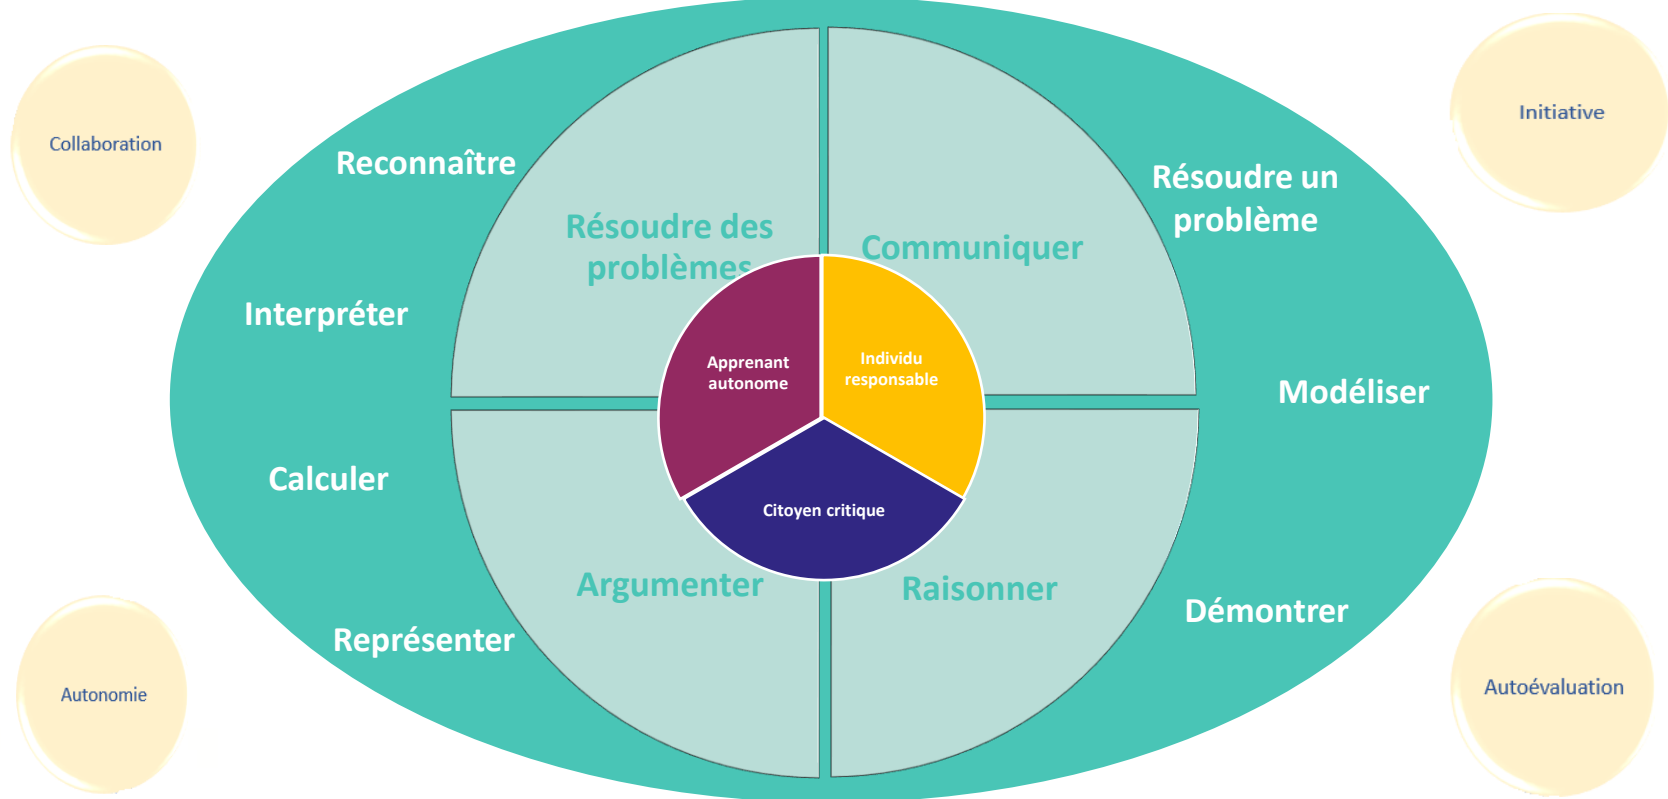 Collaboration
Initiative
Reconnaître
Résoudre un
problème
Résoudre des
problèmes
Communiquer
Interpréter
Apprenant
autonome
Individu
responsable
Modéliser
Calculer
Citoyen critique
Argumenter
Raisonner
Démontrer
Représenter
Autonomie
Autoévaluation